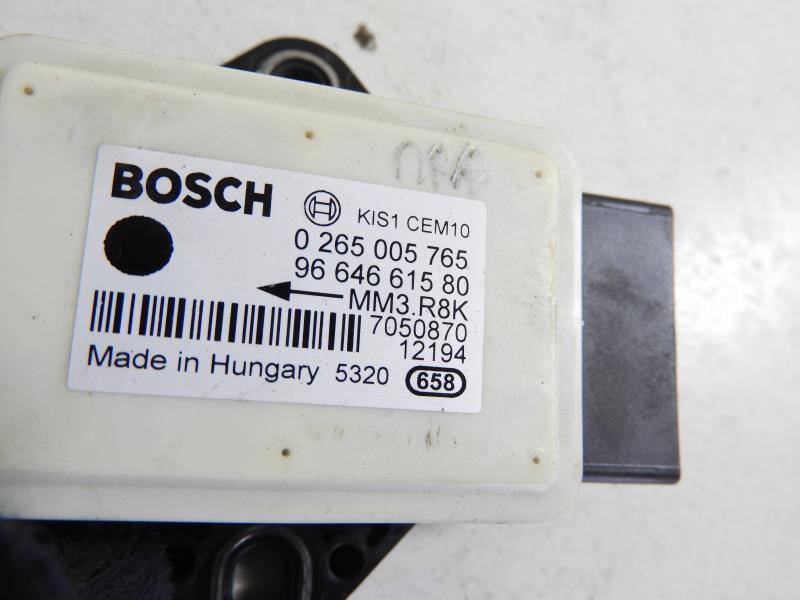 BOSCH KIS1 CEM10
0 265 005 765
96 646 615 80
MM3.R8K
7050870
12194
Made in Hungary 5320 658